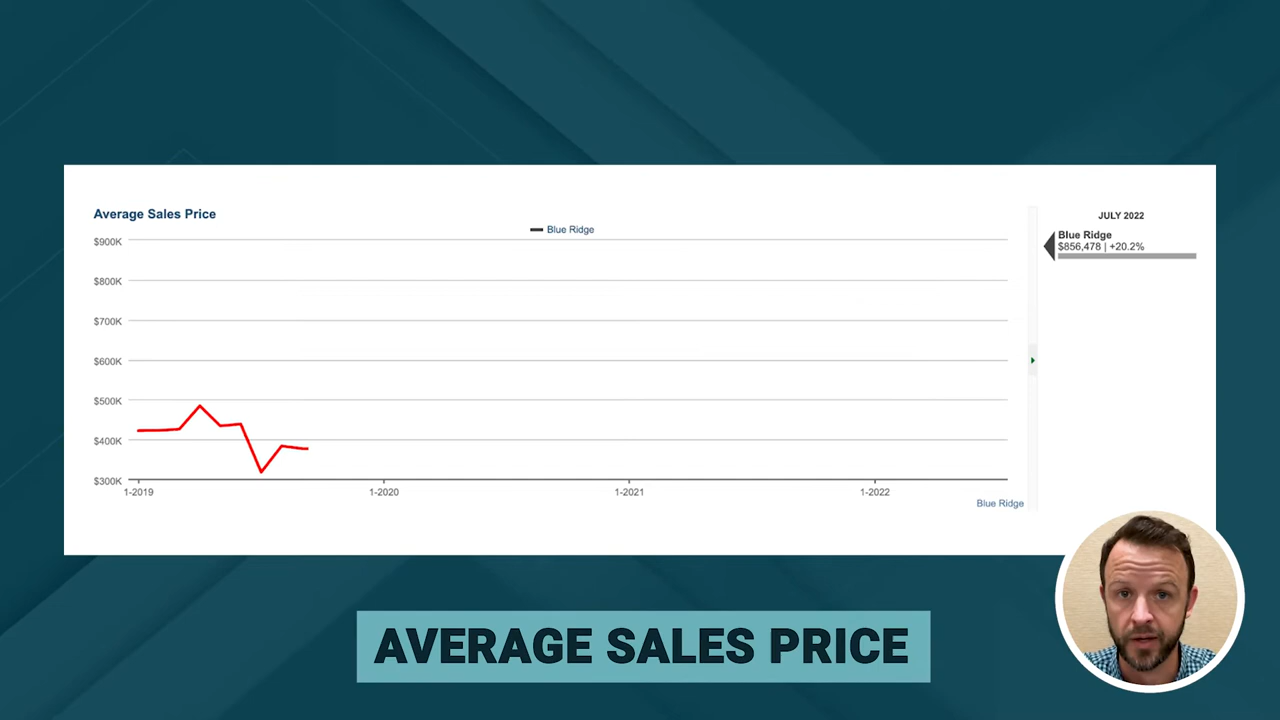 Average Sales Price
Blue Ridge
JULY 2022
Blue Ridge
$856,478 | +20.2%
$900K
$800K
$700K
$600K
$500K
$400K
$300K
1-2019
1-2020
1-2021
1-2022
Blue Ridge
AVERAGE SALES PRICE